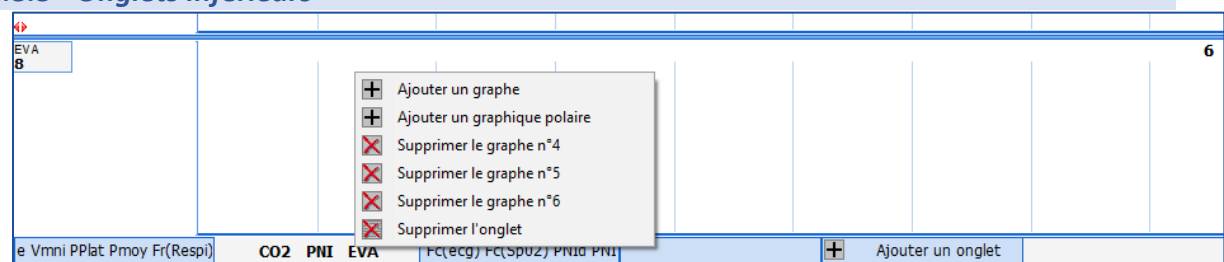 EVA
8
6
Ajouter un graphe
Ajouter un graphique polaire
Supprimer le graphe n°4
Supprimer le graphe n°5
Supprimer le graphe n°6
Supprimer l'onglet
e Vmni PPlat Pmoy Fr(Respi) CO2 PNI EVA Fc(ecg) Fc(SpO2) PNId PNI Ajouter un onglet